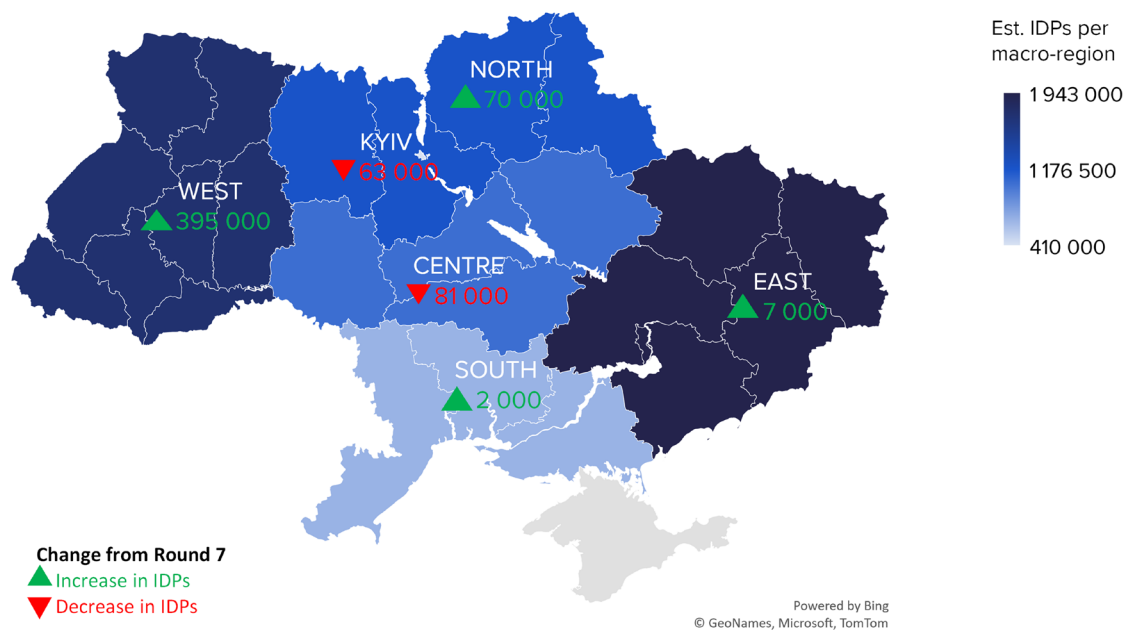 Est. IDPs per
macro-region
1 943 000
1 176 500
410 000
NORTH
70 000
KYIV
63 000
WEST
395 000
CENTRE
81 000
EAST
7 000
SOUTH
2 000
Change from Round 7
Increase in IDPs
Decrease in IDPs
Powered by Bing
© GeoNames, Microsoft, TomTom